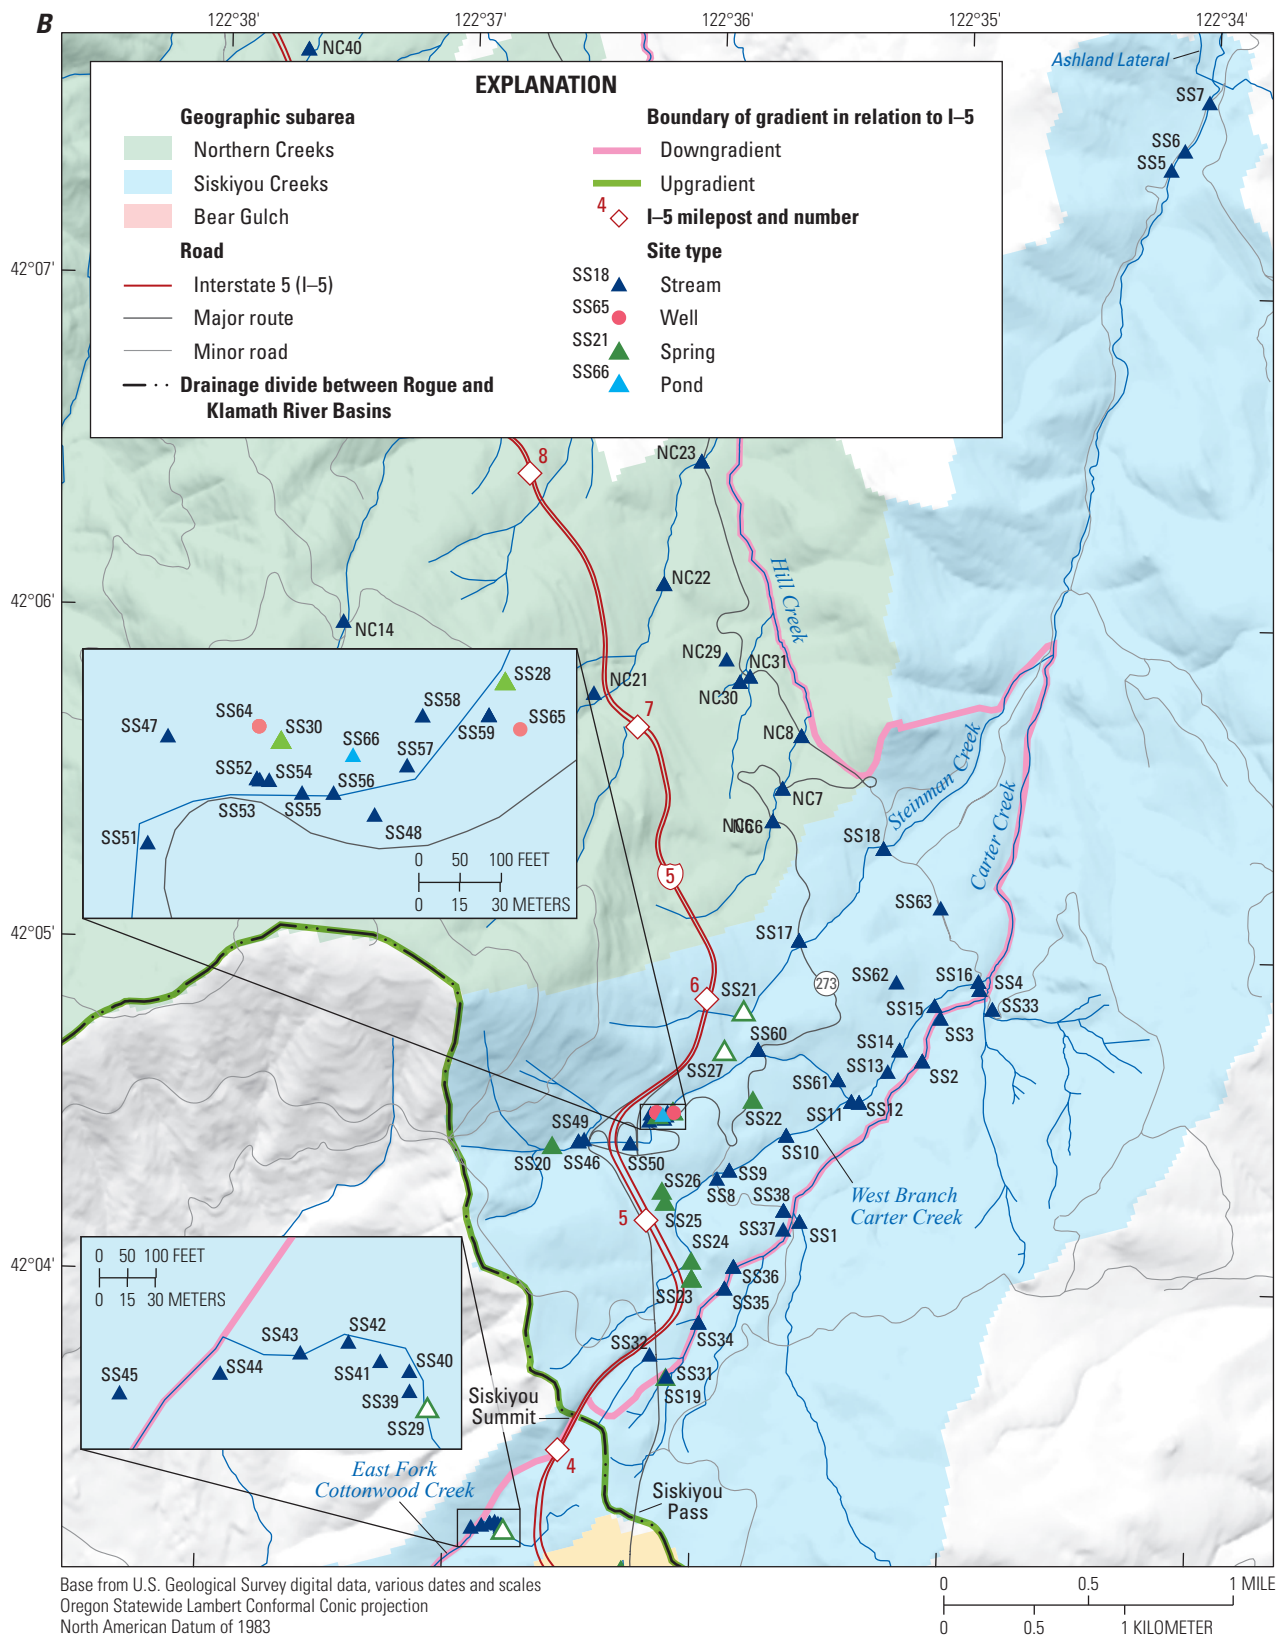 B
122°38'
122°37'
122°36'
122°35'
122°34'
NC40
Ashland Lateral
SS7
SS6
SS5
EXPLANATION
Geographic subarea
Northern Creeks
Siskiyou Creeks
Bear Gulch
Road
Interstate 5 (I–5)
Major route
Minor road
Drainage divide between Rogue and
Klamath River Basins
Boundary of gradient in relation to I–5
Downgradient
Upgradient
4
I–5 milepost and number
Site type
SS18
Stream
SS65
Well
SS21
Spring
SS66
Pond
42°07'
8
NC23
NC22
Hill Creek
42°06'
NC14
NC29
NC31
NC30
NC21
7
NC8
NC7
NC6
SS28
SS58
SS64
SS65
SS47
SS30
SS66
SS59
SS57
SS52
SS54
SS56
SS53
SS55
SS51
SS48
0 50 100 FEET
0 15 30 METERS
Steinman Creek
Carter Creek
SS18
5
SS63
42°05'
SS17
273
6
SS21
SS62
SS16
SS4
SS15
SS33
SS60
SS3
SS14
SS27
SS13
SS2
SS61
SS11
SS12
SS22
SS49
SS20
SS46
SS50
SS10
SS9
SS26
SS8
SS38
West Branch
Carter Creek
5
SS25
SS37
SS1
SS24
42°04'
SS36
SS23
SS35
0 50 100 FEET
0 15 30 METERS
SS42
SS43
SS40
SS44
SS41
SS45
SS39
SS29
SS34
SS32
SS31
SS19
Siskiyou
Summit
4
East Fork
Cottonwood Creek
Siskiyou
Pass
Base from U.S. Geological Survey digital data, various dates and scales
Oregon Statewide Lambert Conformal Conic projection
North American Datum of 1983
0 0.5 1 MILE
0 0.5 1 KILOMETER